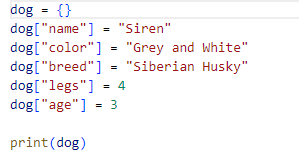 dog = {}
dog["name"] = "Siren"
dog["color"] = "Grey and White"
dog["breed"] = "Siberian Husky"
dog["legs"] = 4
dog["age"] = 3
print(dog)